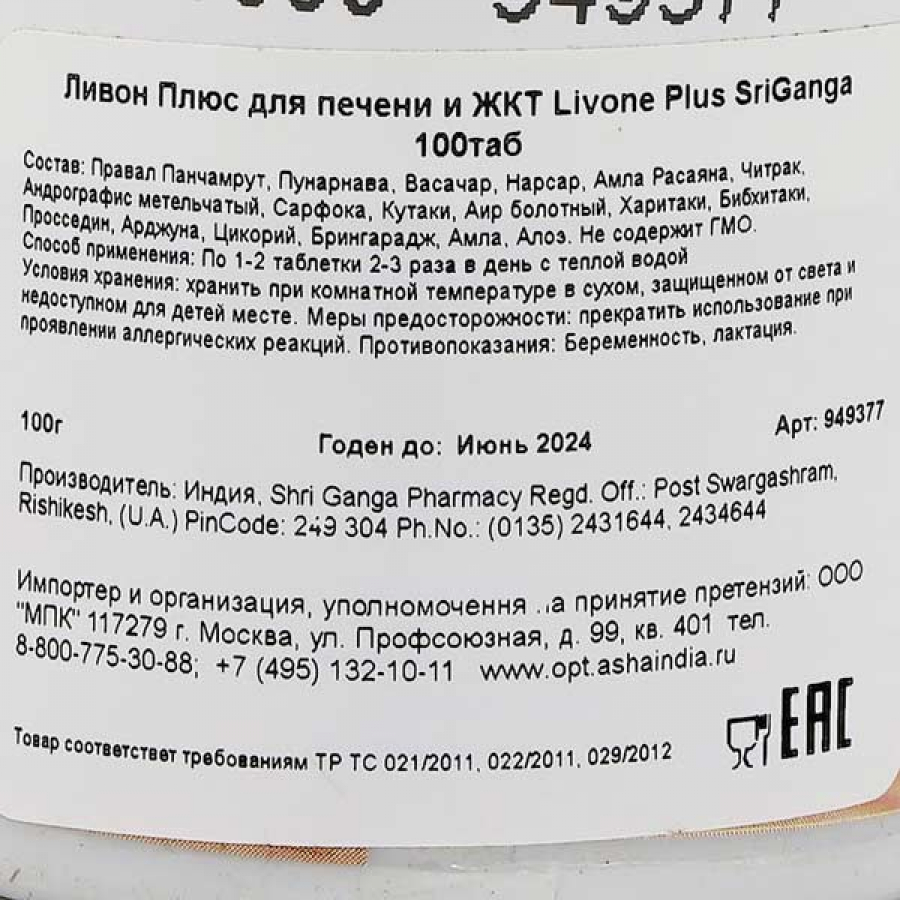 949377
Ливон Плюс для печени и ЖКТ Livone Plus SriGanga
100таб
Состав: Правал Панчамрут, Пунарнава, Васачар, Нарсар, Амла Расаяна, Читрак,
Андрографис метельчатый, Сарфока, Кутаки, Аир болотный, Харитаки, Бибхитаки,
Просседин, Арджуна, Цикорий, Брингарадж, Амла, Алоэ. Не содержит ГМО.
Способ применения: По 1-2 таблетки 2-3 раза в день с теплой водой
Условия хранения: хранить при комнатной температуре в сухом, защищенном от света и
недоступном для детей месте. Меры предосторожности: прекратить использование при
проявлении аллергических реакций. Противопоказания: Беременность, лактация.
100г
Годен до: Июнь 2024
Арт: 949377
Производитель: Индия, Shri Ganga Pharmacy Regd. Off.: Post Swargashram,
Rishikesh, (U.A.) PinCode: 249 304 Ph.No.: (0135) 2431644, 2434644
Импортер и организация, уполномоченн ..а принятие претензий: ООО
"МПК" 117279 г. Москва, ул. Профсоюзная, д. 99, кв. 401 тел.
8-800-775-30-88; +7 (495) 132-10-11 www.opt.ashaindia.ru
Товар соответствет требованиям ТР ТС 021/2011, 022/2011, 029/2012
EAC